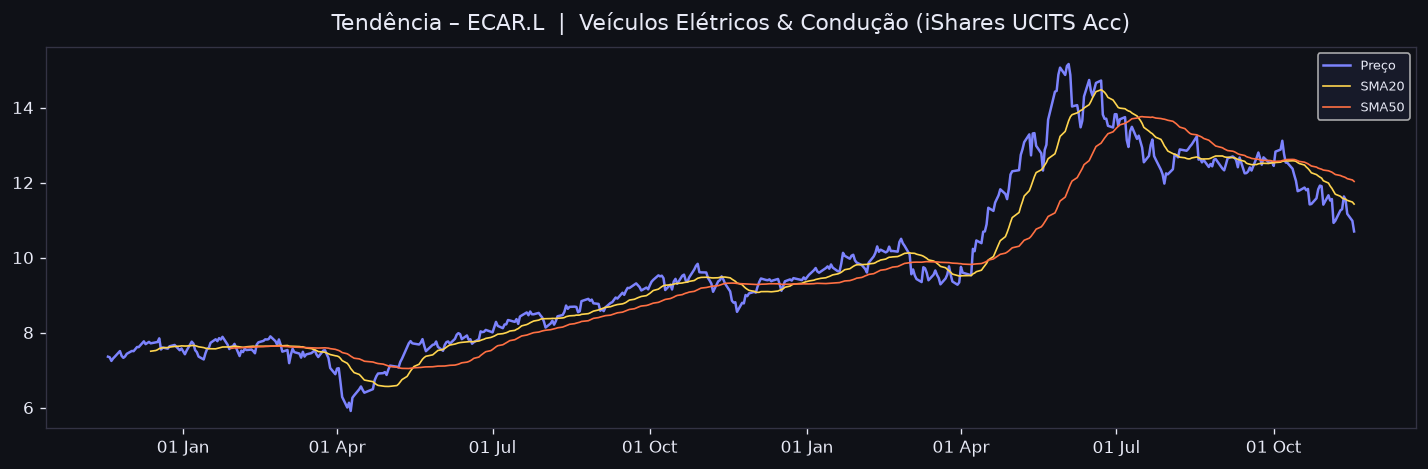 Tendência – ECAR.L | Veículos Elétricos & Condução (iShares UCITS Acc)
Preço
SMA20
SMA50
14
12
10
8
6
01 Jan
01 Apr
01 Jul
01 Oct
01 Jan
01 Apr
01 Jul
01 Oct